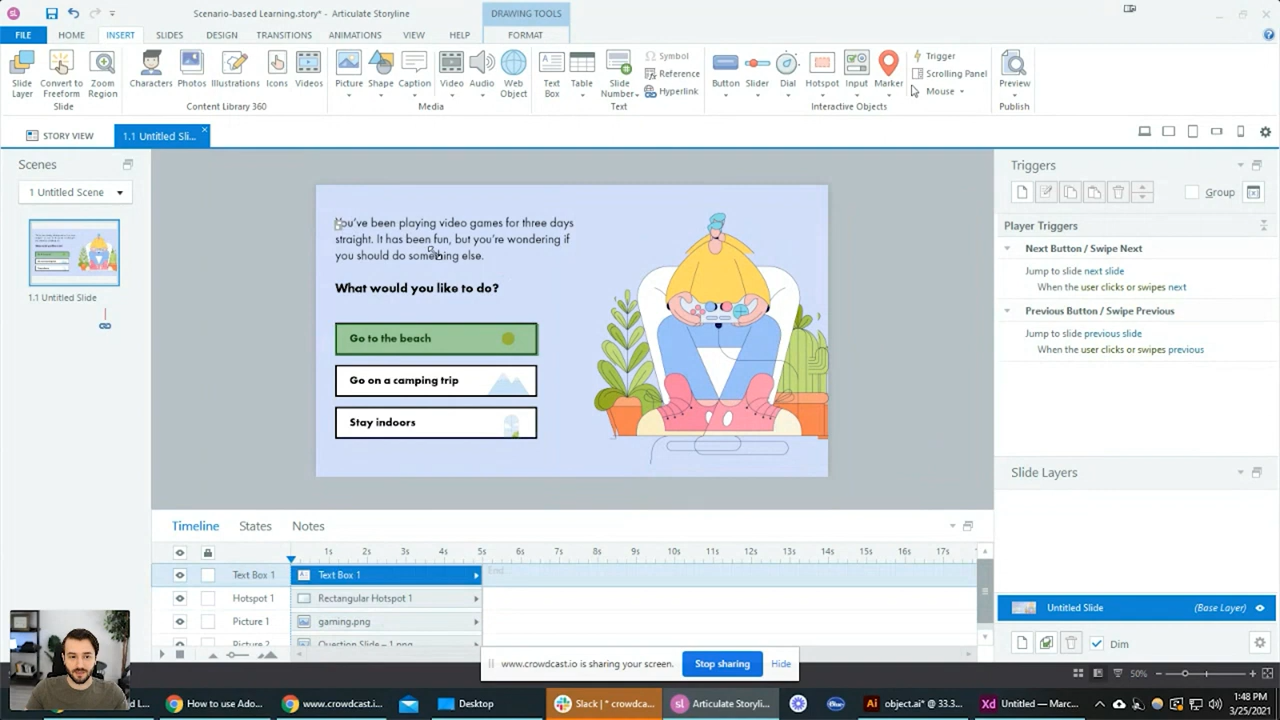 Scenario-based Learning.story* - Articulate Storyline
DRAWING TOOLS
FILE HOME INSERT SLIDES DESIGN TRANSITIONS ANIMATIONS VIEW HELP FORMAT
Slide Layer
Convert to Freeform
Zoom Region
Slide
Characters
Photos
Illustrations
Icons
Videos
Content Library 360
Picture
Shape
Caption
Video
Audio
Web Object
Media
Text Box
Table
Slide Number
Symbol
Reference
Hyperlink
Text
Button
Slider
Dial
Hotspot
Input
Marker
Trigger
Scrolling Panel
Mouse
Interactive Objects
Preview
Publish
STORY VIEW
1.1 Untitled Sli...
Scenes
1 Untitled Scene
1.1 Untitled Slide
You've been playing video games for three days
straight. It has been fun, but you're wondering if
you should do something else.
What would you like to do?
Go to the beach
Go on a camping trip
Stay indoors
Triggers
Group
Player Triggers
Next Button / Swipe Next
Jump to slide next slide
When the user clicks or swipes next
Previous Button / Swipe Previous
Jump to slide previous slide
When the user clicks or swipes previous
Slide Layers
Untitled Slide (Base Layer)
Dim
Timeline States Notes
1s 2s 3s 4s 5s 6s 7s 8s 9s 10s 11s 12s 13s 14s 15s 16s 17s
Text Box 1 Text Box 1
Hotspot 1 Rectangular Hotspot 1
Picture 1 gaming.png
Picture 2 Question Slide – 1.png
www.crowdcast.io is sharing your screen. Stop sharing Hide
50%
How to use Ado...
www.crowdcast.i...
Desktop
Slack | * crowdca...
Articulate Storyli...
object.ai* @ 33.3...
Untitled — Marc...
1:48 PM
3/25/2021